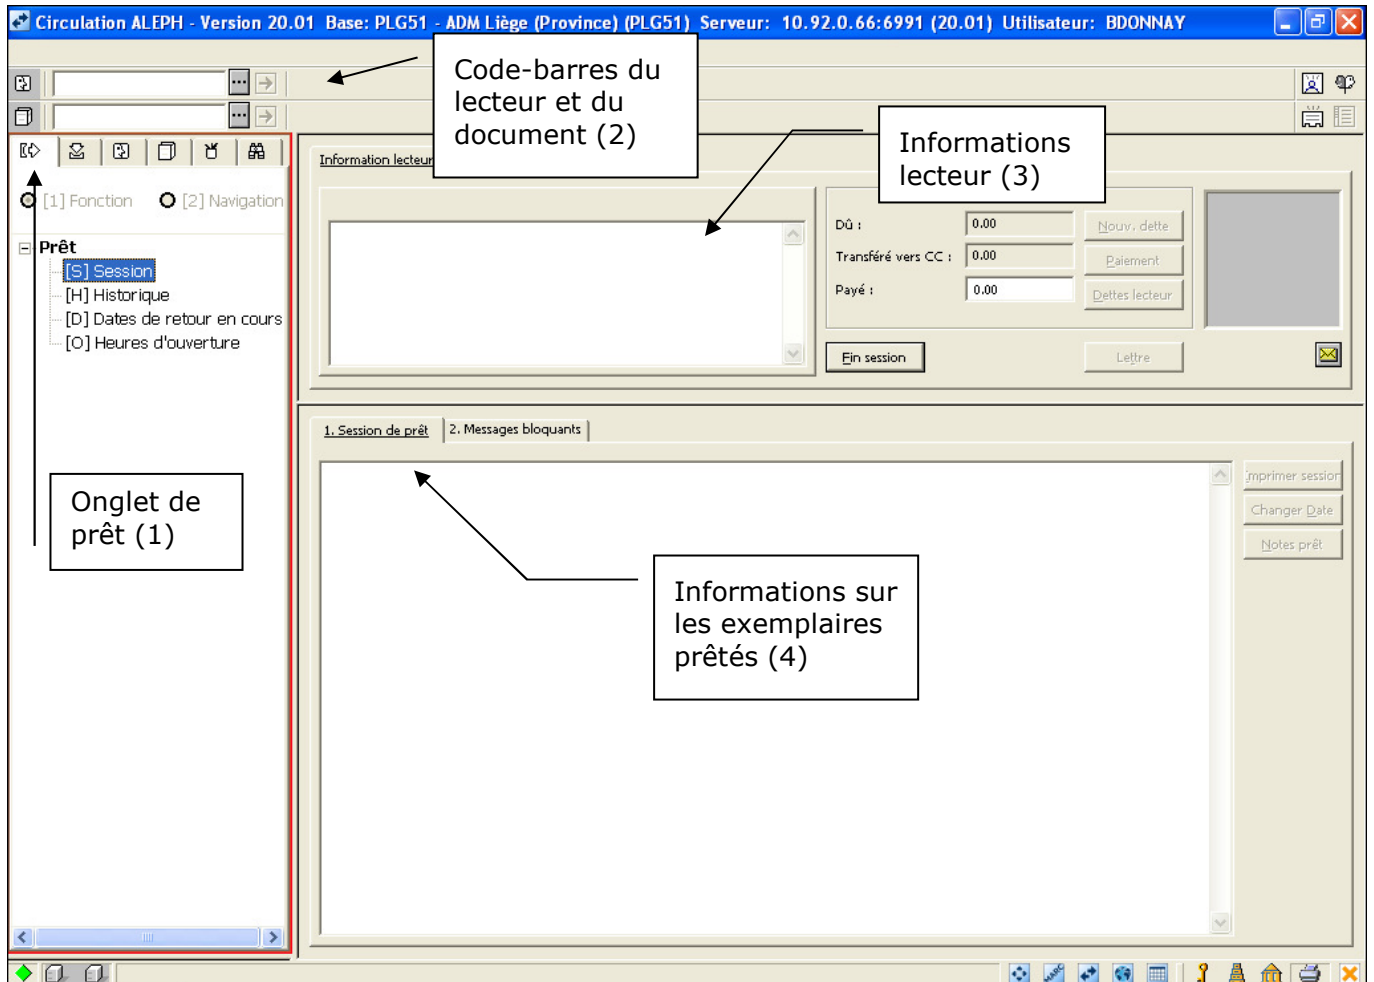 Circulation ALEPH - Version 20.01 Base: PLG51 - ADM Liège (Province) (PLG51) Serveur: 10.92.0.66:6991 (20.01) Utilisateur: BDONNAY
Code-barres du
lecteur et du
document (2)
Informations
lecteur (3)
Information lecteur
[1] Fonction [2] Navigation
Prêt
[S] Session
[H] Historique
[D] Dates de retour en cours
[O] Heures d'ouverture
Dû : 0.00 Nouv. dette
Transféré vers CC : 0.00 Paiement
Payé : 0.00 Dettes lecteur
Fin session Lettre
1. Session de prêt 2. Messages bloquants
Imprimer session
Changer Date
Notes prêt
Onglet de
prêt (1)
Informations sur
les exemplaires
prêtés (4)
MARC